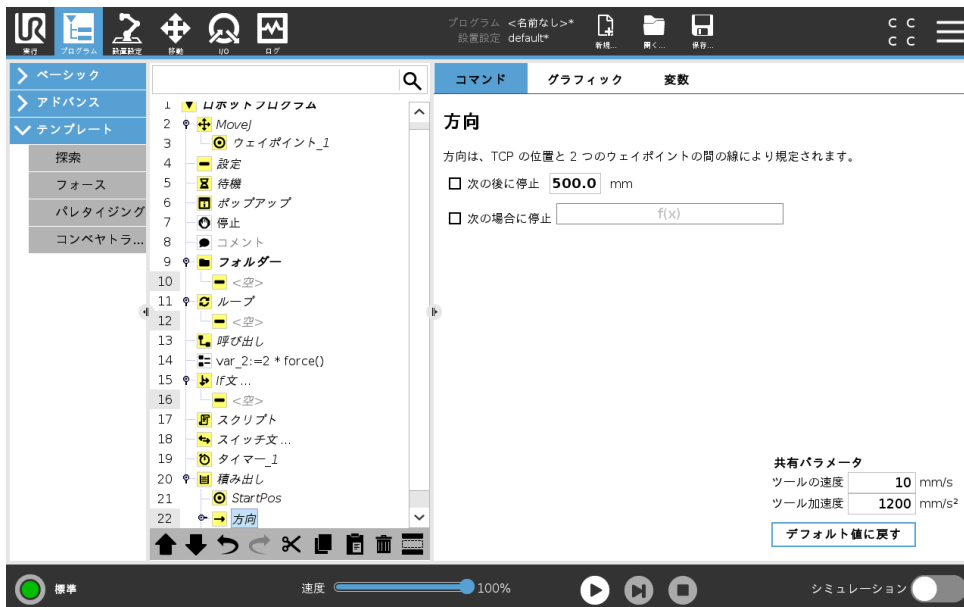 プログラム <名前なし>*
設置設定 default*
UR
実行
プログラム
設置設定
移動
I/O
ログ
新規...
開く...
保存...
C C
C C
ベーシック
アドバンス
テンプレート
探索
フォース
パレタイジング
コンベヤトラ...
1 ロボットプログラム
2 MoveJ
3 ウェイポイント_1
4 設定
5 待機
6 ポップアップ
7 停止
8 コメント
9 フォルダー
10 <空>
11 ループ
12 <空>
13 呼び出し
14 var_2:=2 * force()
15 If文 ...
16 <空>
17 スクリプト
18 スイッチ文 ...
19 タイマー_1
20 積み出し
21 StartPos
22 方向
コマンド
グラフィック
変数
方向
方向は、TCP の位置と 2 つのウェイポイントの間の線により規定されます。
次の後に停止 500.0 mm
次の場合に停止 f(x)
共有パラメータ
ツールの速度 10 mm/s
ツール加速度 1200 mm/s²
デフォルト値に戻す
標準
速度 100%
シミュレーション